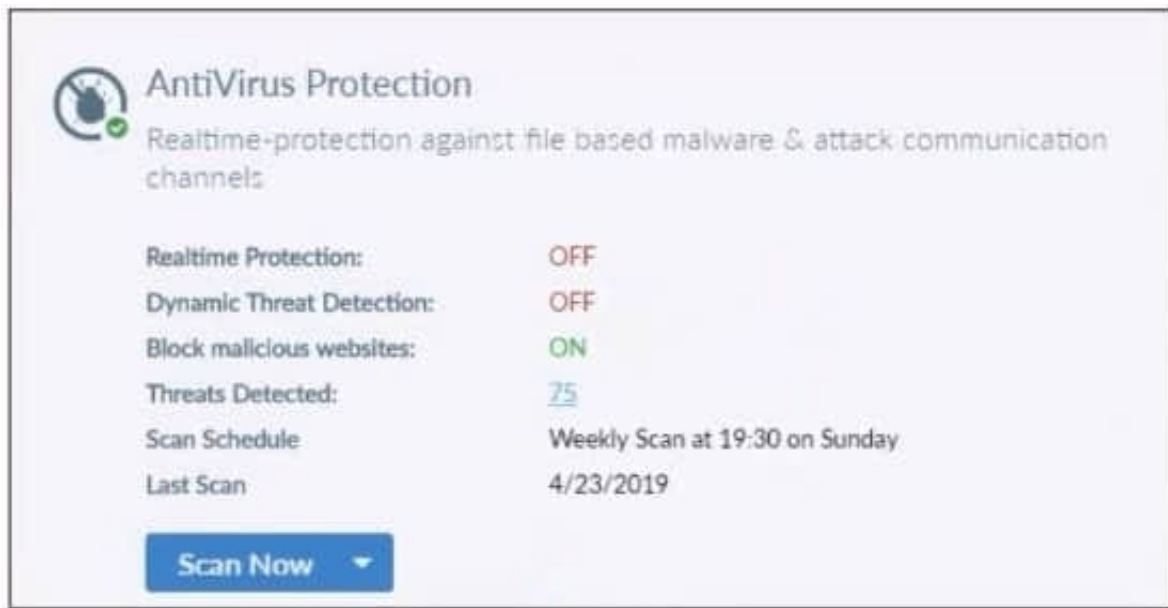 AntiVirus Protection
Realtime-protection against file based malware & attack communication
channels
Realtime Protection: OFF
Dynamic Threat Detection: OFF
Block malicious websites: ON
Threats Detected: 75
Scan Schedule Weekly Scan at 19:30 on Sunday
Last Scan 4/23/2019
Scan Now